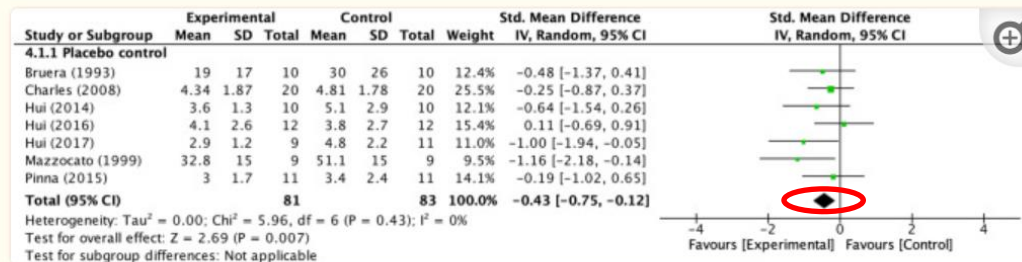 Experimental Control Std. Mean Difference Std. Mean Difference
Study or Subgroup Mean SD Total Mean SD Total Weight IV, Random, 95% CI IV, Random, 95% CI
4.1.1 Placebo control
Bruera (1993) 19 17 10 30 26 10 12.4% -0.48 [-1.37, 0.41]
Charles (2008) 4.34 1.87 20 4.81 1.78 20 25.5% -0.25 [-0.87, 0.37]
Hui (2014) 3.6 1.3 10 5.1 2.9 10 12.1% -0.64 [-1.54, 0.26]
Hui (2016) 4.1 2.6 12 3.8 2.7 12 15.4% 0.11 [-0.69, 0.91]
Hui (2017) 2.9 1.2 9 4.8 2.2 11 11.0% -1.00 [-1.94, -0.05]
Mazzocato (1999) 32.8 15 9 51.1 15 9 9.5% -1.16 [-2.18, -0.14]
Pinna (2015) 3 1.7 11 3.4 2.4 11 14.1% -0.19 [-1.02, 0.65]
Total (95% CI) 81 83 100.0% -0.43 [-0.75, -0.12]
Heterogeneity: Tau² = 0.00; Chi² = 5.96, df = 6 (P = 0.43); I² = 0%
Test for overall effect: Z = 2.69 (P = 0.007)
Test for subgroup differences: Not applicable
-4 -2 0 2 4
Favours [Experimental] Favours [Control]